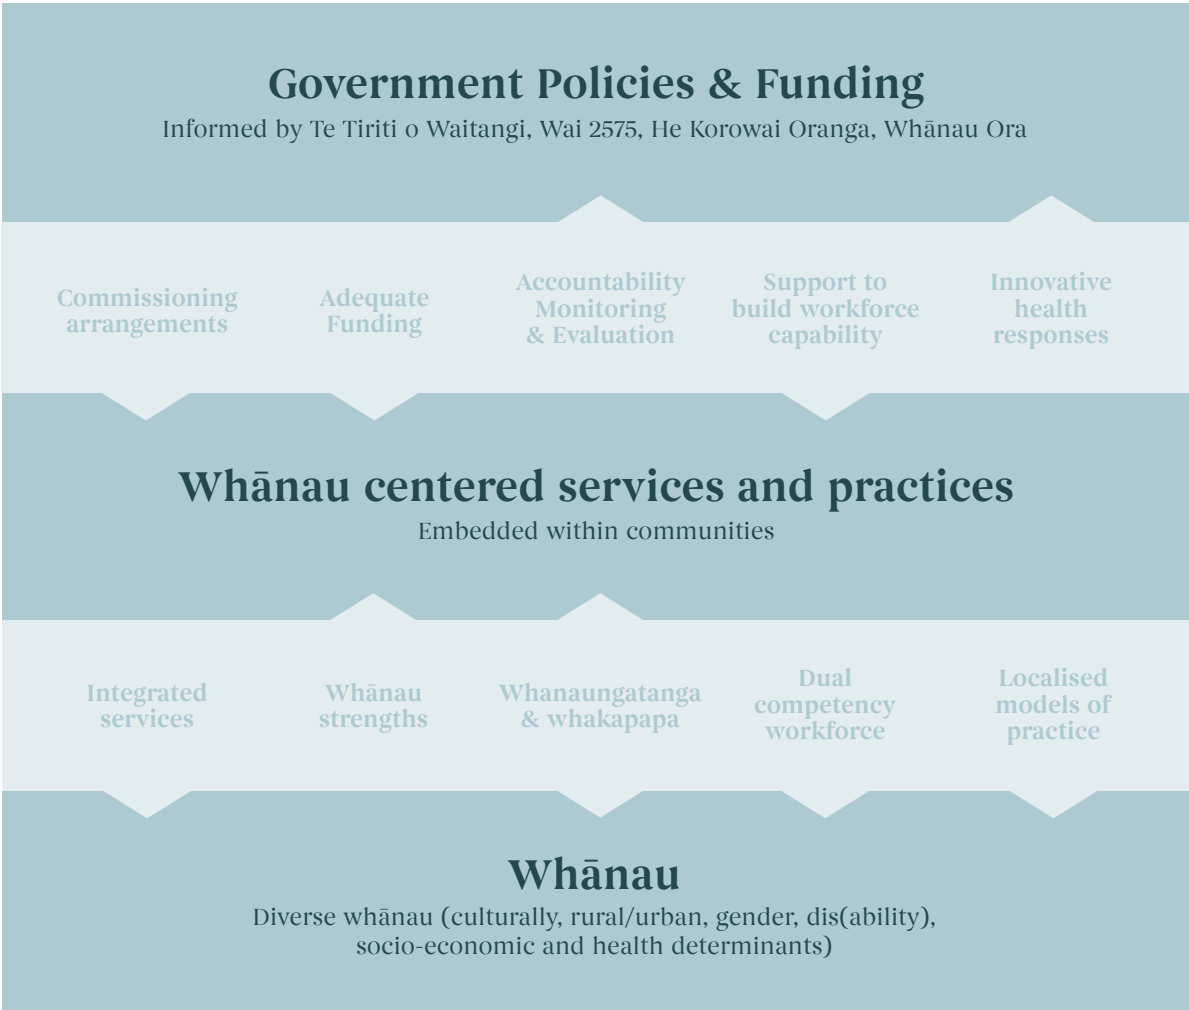 Government Policies & Funding
Informed by Te Tiriti o Waitangi, Wai 2575, He Korowai Oranga, Whānau Ora
Commissioning
arrangements
Adequate
Funding
Accountability
Monitoring
& Evaluation
Support to
build workforce
capability
Innovative
health
responses
Whānau centered services and practices
Embedded within communities
Integrated
services
Whānau
strengths
Whanaungatanga
& whakapapa
Dual
competency
workforce
Localised
models of
practice
Whānau
Diverse whānau (culturally, rural/urban, gender, dis(ability),
socio-economic and health determinants)